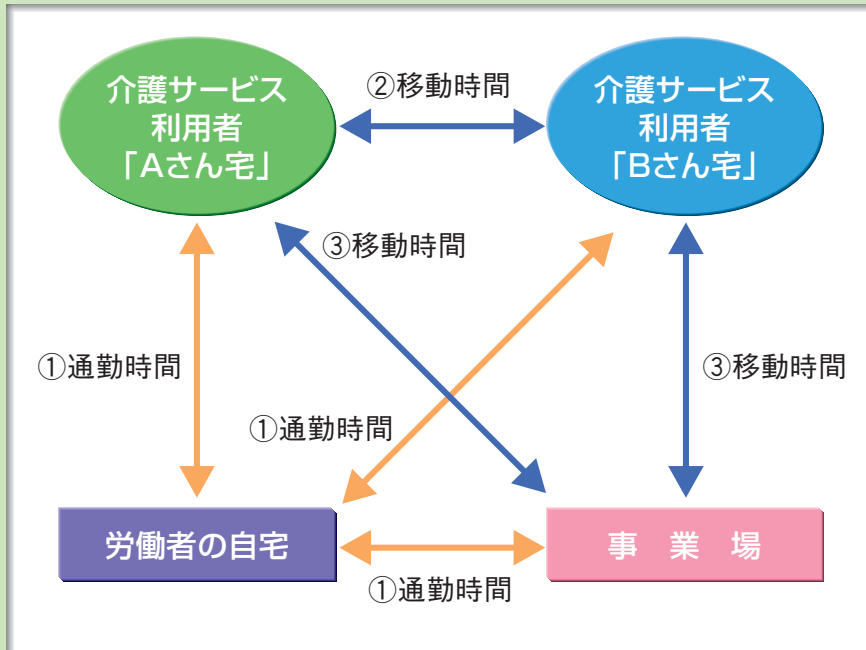 介護サービス
利用者
「Aさん宅」
②移動時間
介護サービス
利用者
「Bさん宅」
③移動時間
①通勤時間
③移動時間
①通勤時間
労働者の自宅
事 業 場
①通勤時間